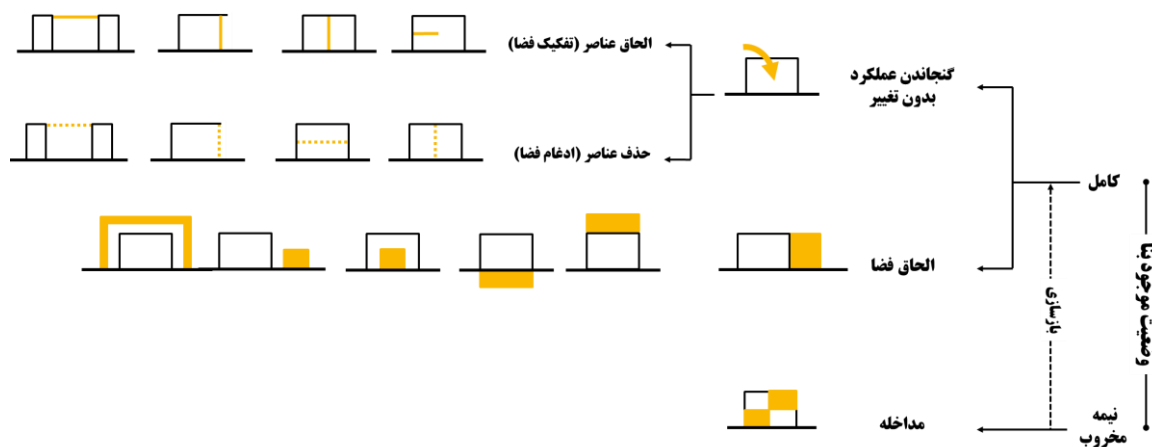 وضعیت موجود بنا
کامل
بازسازی
نیمه
مخروب
گنجاندن عملکرد
بدون تغییر
الحاق عناصر (تفکیک فضا)
حذف عناصر (ادغام فضا)
الحاق فضا
مداخله